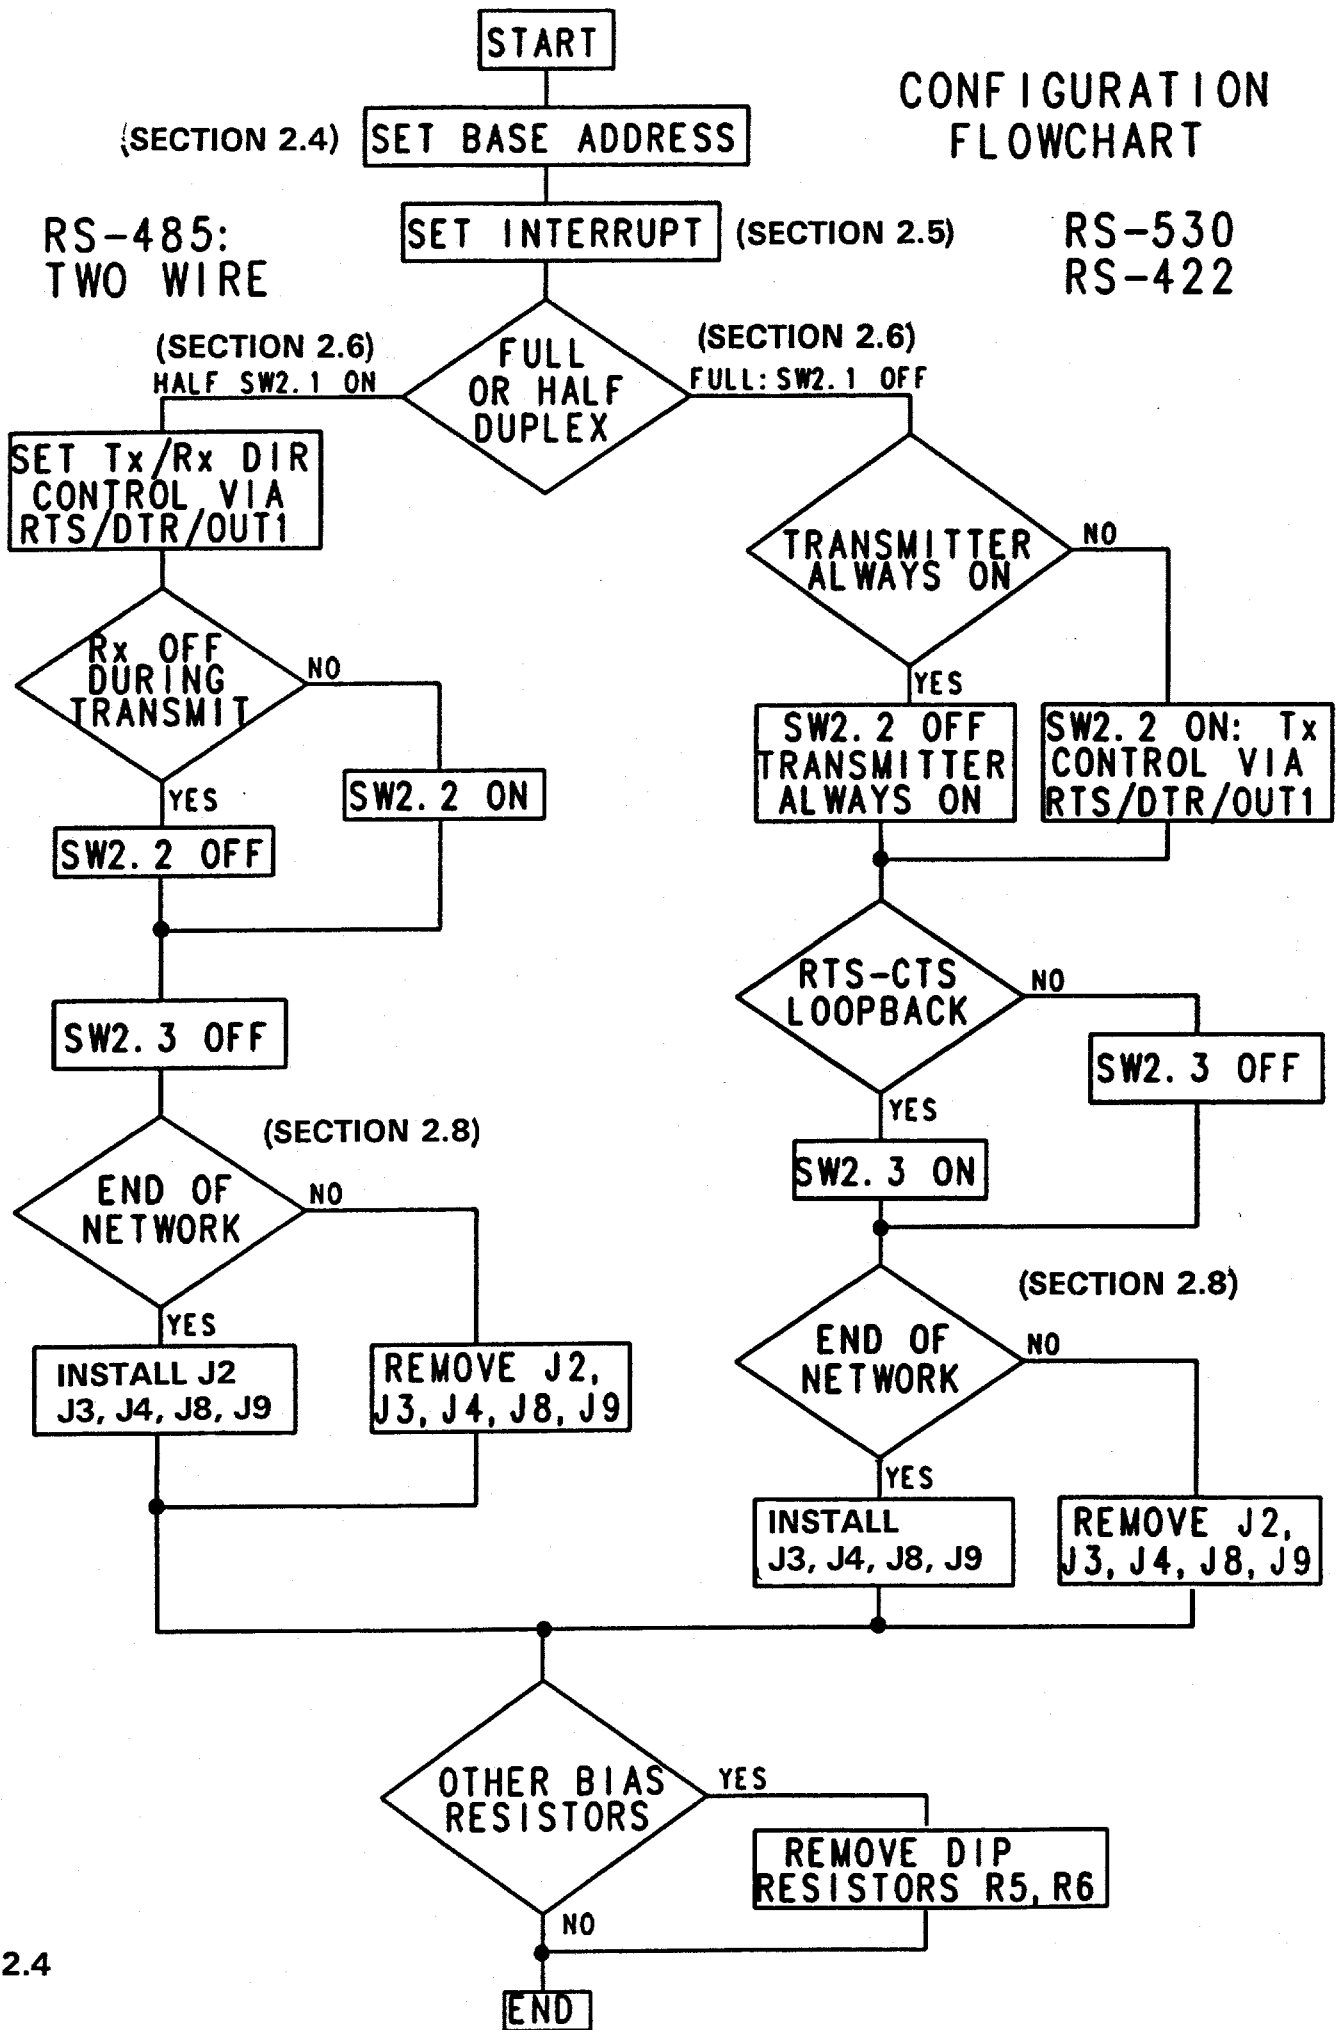 START
CONFIGURATION
FLOWCHART
(SECTION 2.4)
SET BASE ADDRESS
RS-485:
TWO WIRE
SET INTERRUPT
(SECTION 2.5)
RS-530
RS-422
(SECTION 2.6)
HALF SW2.1 ON
FULL
OR HALF
DUPLEX
(SECTION 2.6)
FULL: SW2.1 OFF
SET Tx/Rx DIR
CONTROL VIA
RTS/DTR/OUT1
TRANSMITTER
ALWAYS ON
NO
Rx OFF
DURING
TRANSMIT
NO
YES
SW2.2 OFF
TRANSMITTER
ALWAYS ON
SW2.2 ON: Tx
CONTROL VIA
RTS/DTR/OUT1
YES
SW2.2 ON
SW2.2 OFF
RTS-CTS
LOOPBACK
NO
SW2.3 OFF
SW2.3 OFF
YES
SW2.3 ON
(SECTION 2.8)
END OF
NETWORK
NO
(SECTION 2.8)
YES
END OF
NETWORK
NO
INSTALL J2
J3, J4, J8, J9
REMOVE J2,
J3, J4, J8, J9
YES
INSTALL
J3, J4, J8, J9
REMOVE J2,
J3, J4, J8, J9
OTHER BIAS
RESISTORS
YES
REMOVE DIP
RESISTORS R5, R6
NO
2.4
END